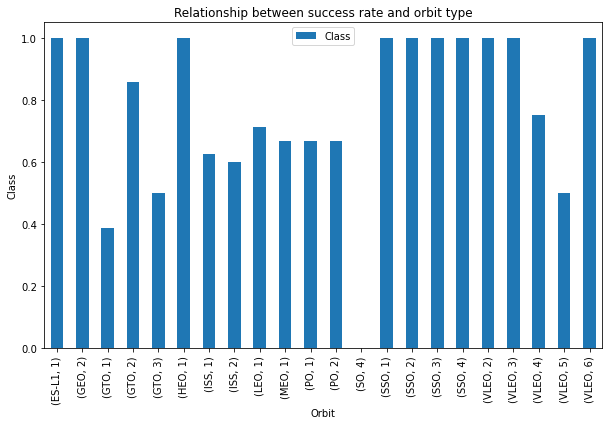 Relationship between success rate and orbit type
Class
1.0
0.8
0.6
0.4
0.2
0.0
Class
(ES-L1, 1)
(GEO, 2)
(GTO, 1)
(GTO, 2)
(GTO, 3)
(HEO, 1)
(ISS, 1)
(ISS, 2)
(LEO, 1)
(MEO, 1)
(PO, 1)
(PO, 2)
(SO, 4)
(SSO, 1)
(SSO, 2)
(SSO, 3)
(SSO, 4)
(VLEO, 2)
(VLEO, 3)
(VLEO, 4)
(VLEO, 5)
(VLEO, 6)
Orbit